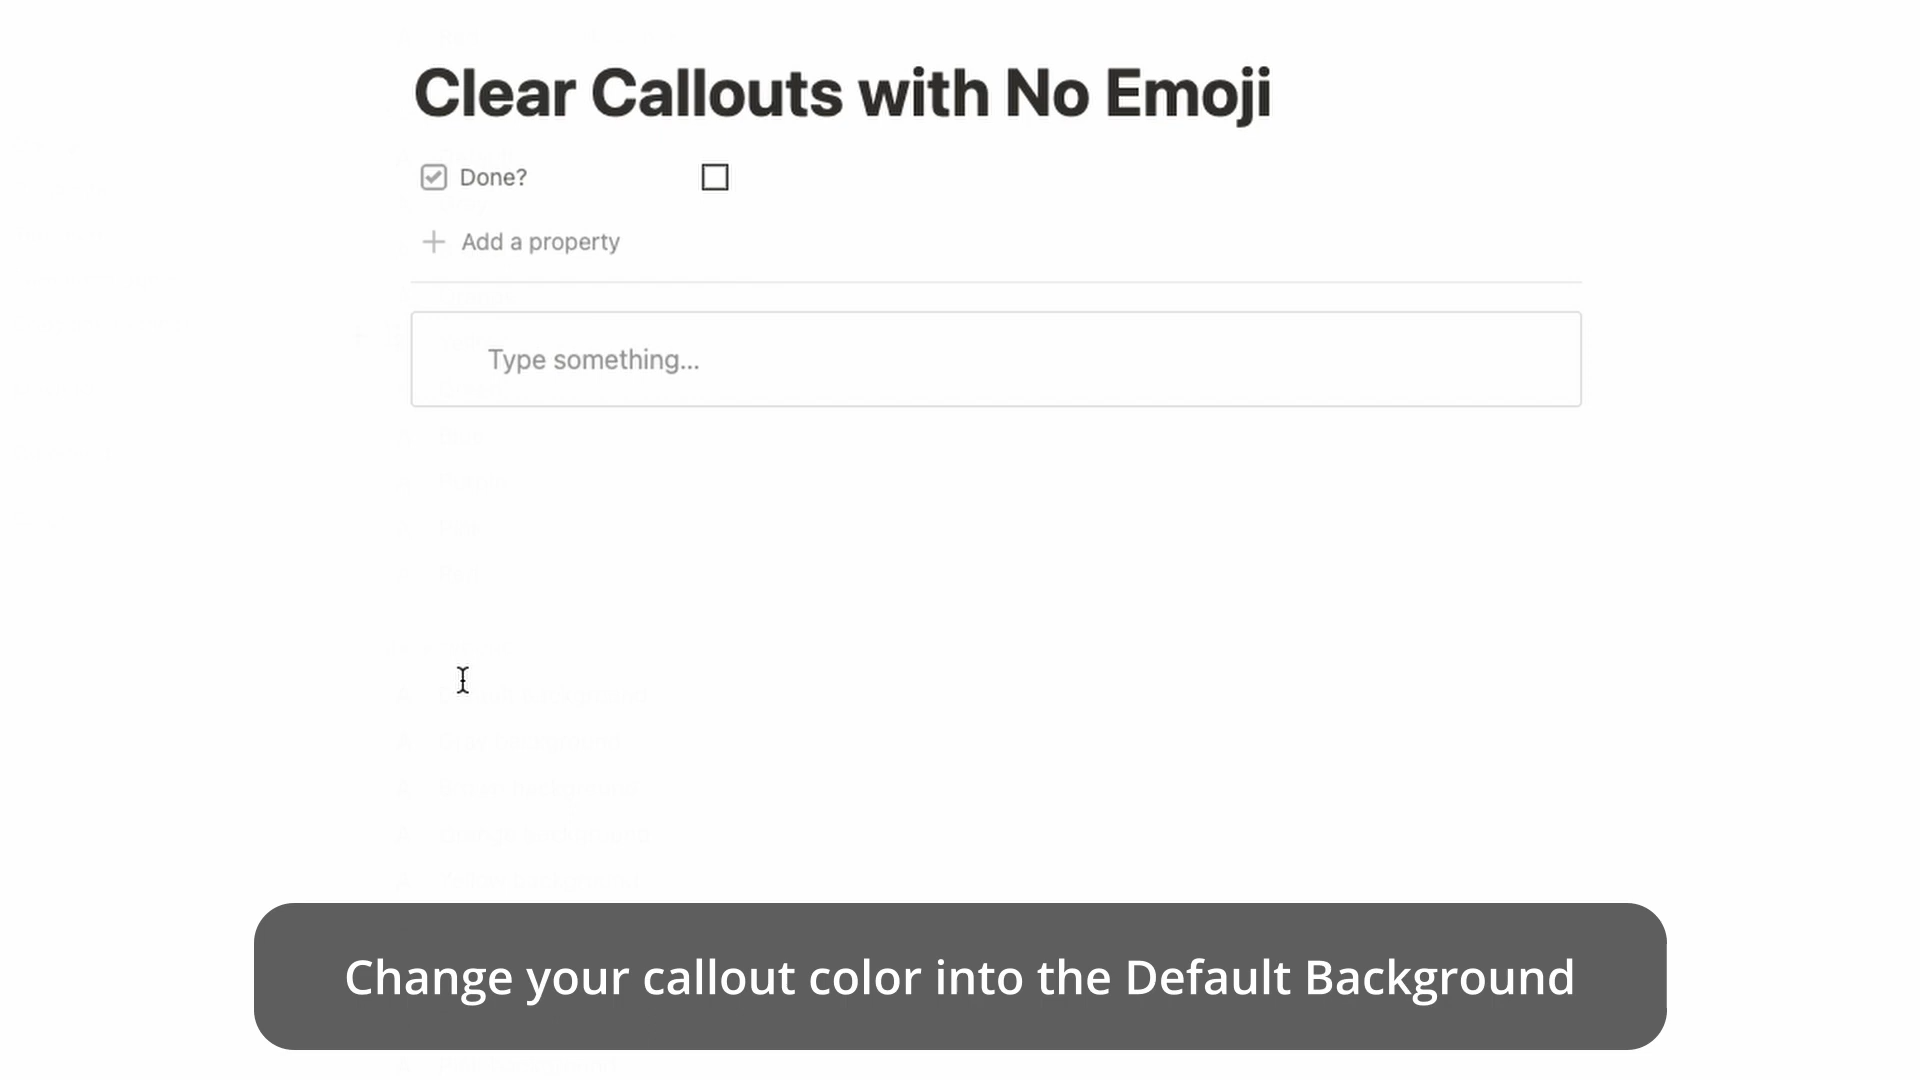 Clear Callouts with No Emoji
Done?
Add a property
Type something...
Change your callout color into the Default Background